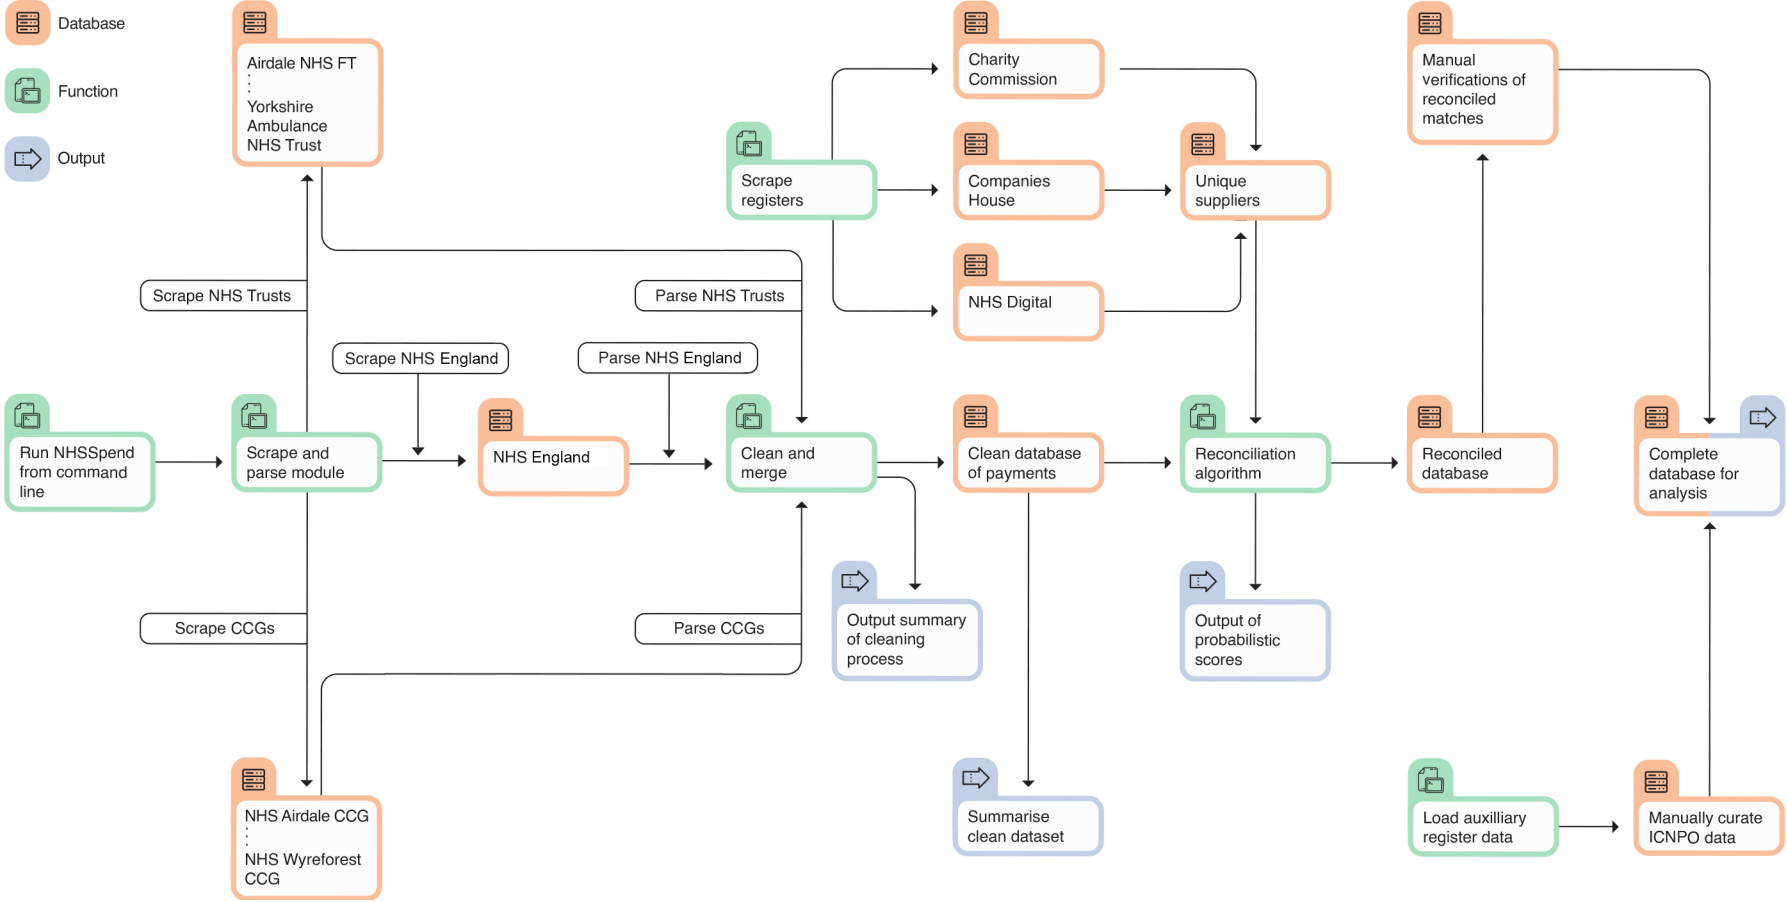 Database
Function
Output
Airdale NHS FT
Yorkshire
Ambulance
NHS Trust
Scrape NHS Trusts
Parse NHS Trusts
Scrape NHS England
Parse NHS England
Run NHSSpend
from command
line
Scrape and
parse module
NHS England
Clean and
merge
Scrape CCGs
Parse CCGs
NHS Airdale CCG
NHS Wyreforest
CCG
Scrape
registers
Charity
Commission
Companies
House
NHS Digital
Unique
suppliers
Clean database
of payments
Reconciliation
algorithm
Reconciled
database
Manual
verifications of
reconciled
matches
Complete
database for
analysis
Output summary
of cleaning
process
Output of
probabilistic
scores
Summarise
clean dataset
Load auxilliary
register data
Manually curate
ICNPO data